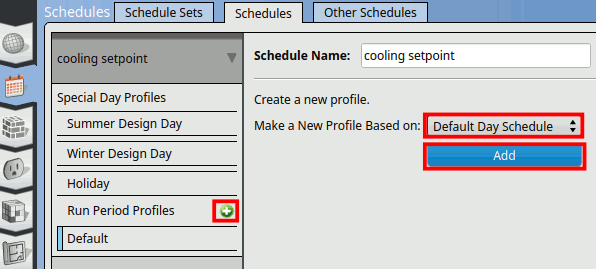 Schedules
Schedule Sets
Schedules
Other Schedules
cooling setpoint
Special Day Profiles
Summer Design Day
Winter Design Day
Holiday
Run Period Profiles
Default
Schedule Name: cooling setpoint
Create a new profile.
Make a New Profile Based on: Default Day Schedule
Add